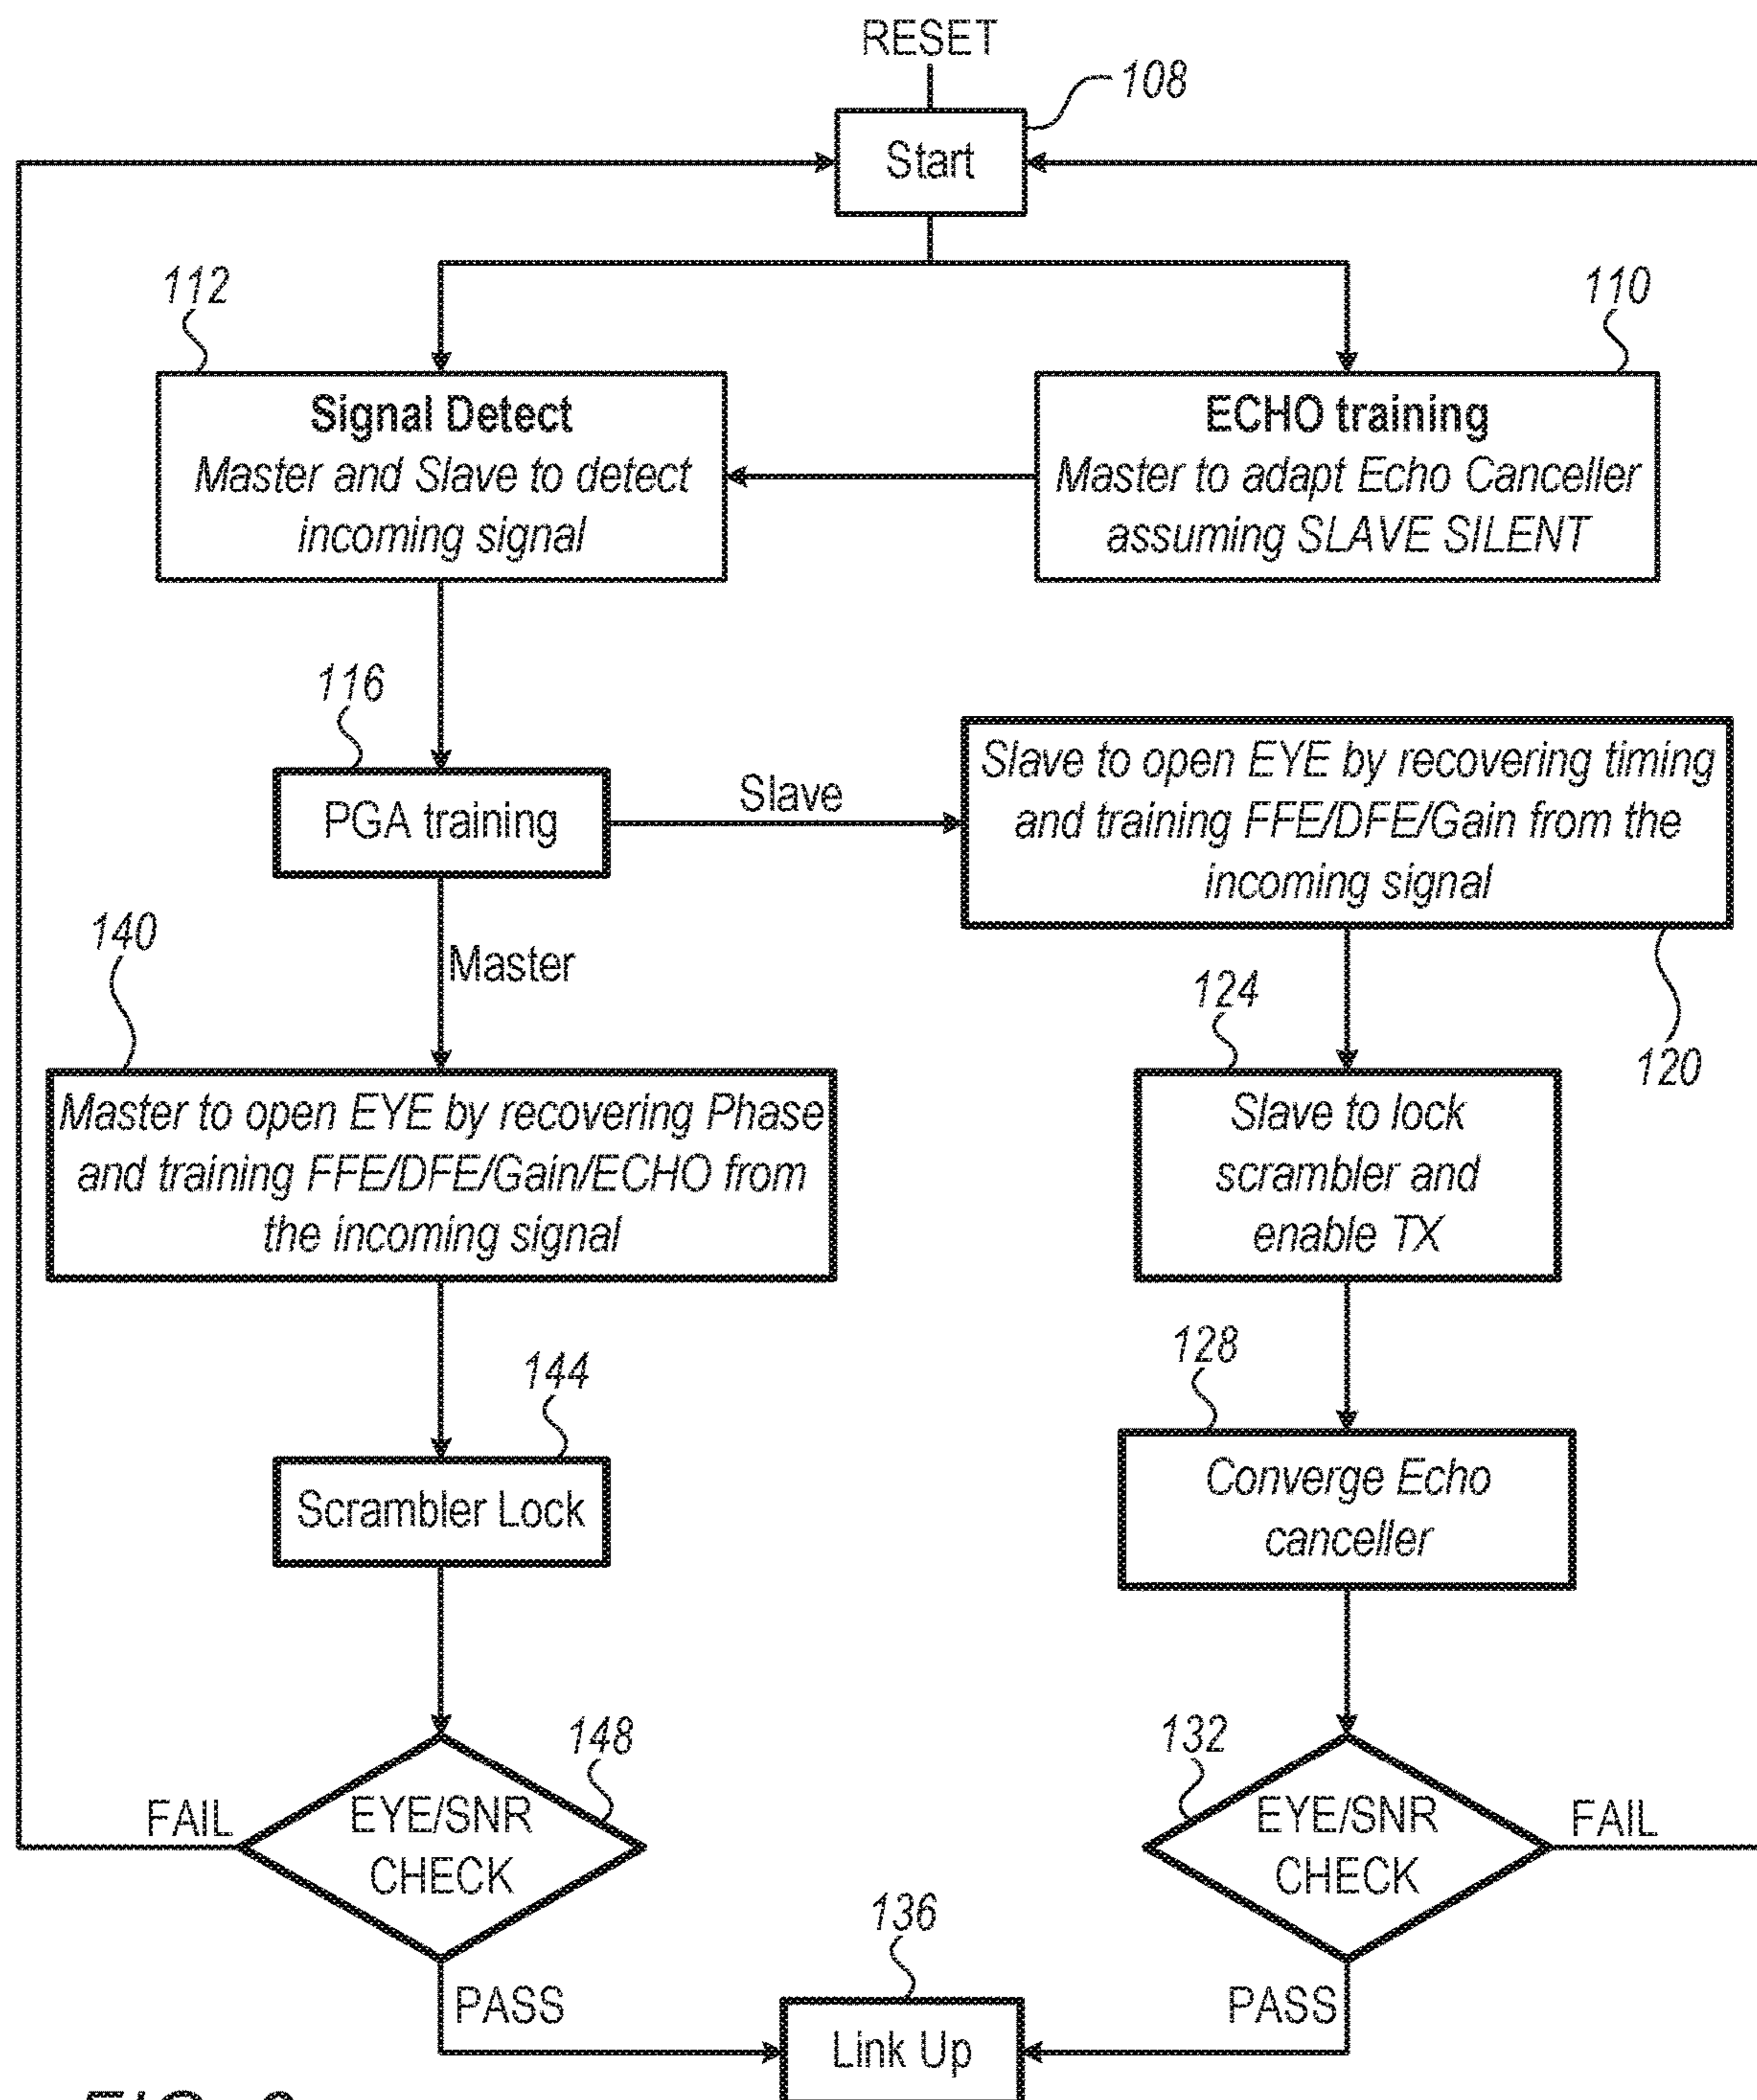 RESET
108
Start
112
110
Signal Detect
Master and Slave to detect
incoming signal
ECHO training
Master to adapt Echo Canceller
assuming SLAVE SILENT
116
PGA training
Slave
Slave to open EYE by recovering timing
and training FFE/DFE/Gain from the
incoming signal
120
Master
140
Master to open EYE by recovering Phase
and training FFE/DFE/Gain/ECHO from
the incoming signal
124
Slave to lock
scrambler and
enable TX
144
Scrambler Lock
128
Converge Echo
canceller
148
EYE/SNR
CHECK
FAIL
PASS
132
EYE/SNR
CHECK
FAIL
PASS
136
Link Up